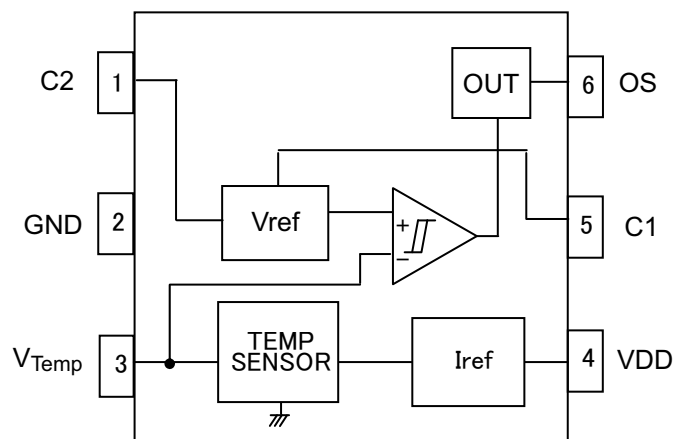 C2
1
OUT
6
OS
GND
2
Vref
+
−
5
C1
VTemp
3
TEMP
SENSOR
Iref
4
VDD